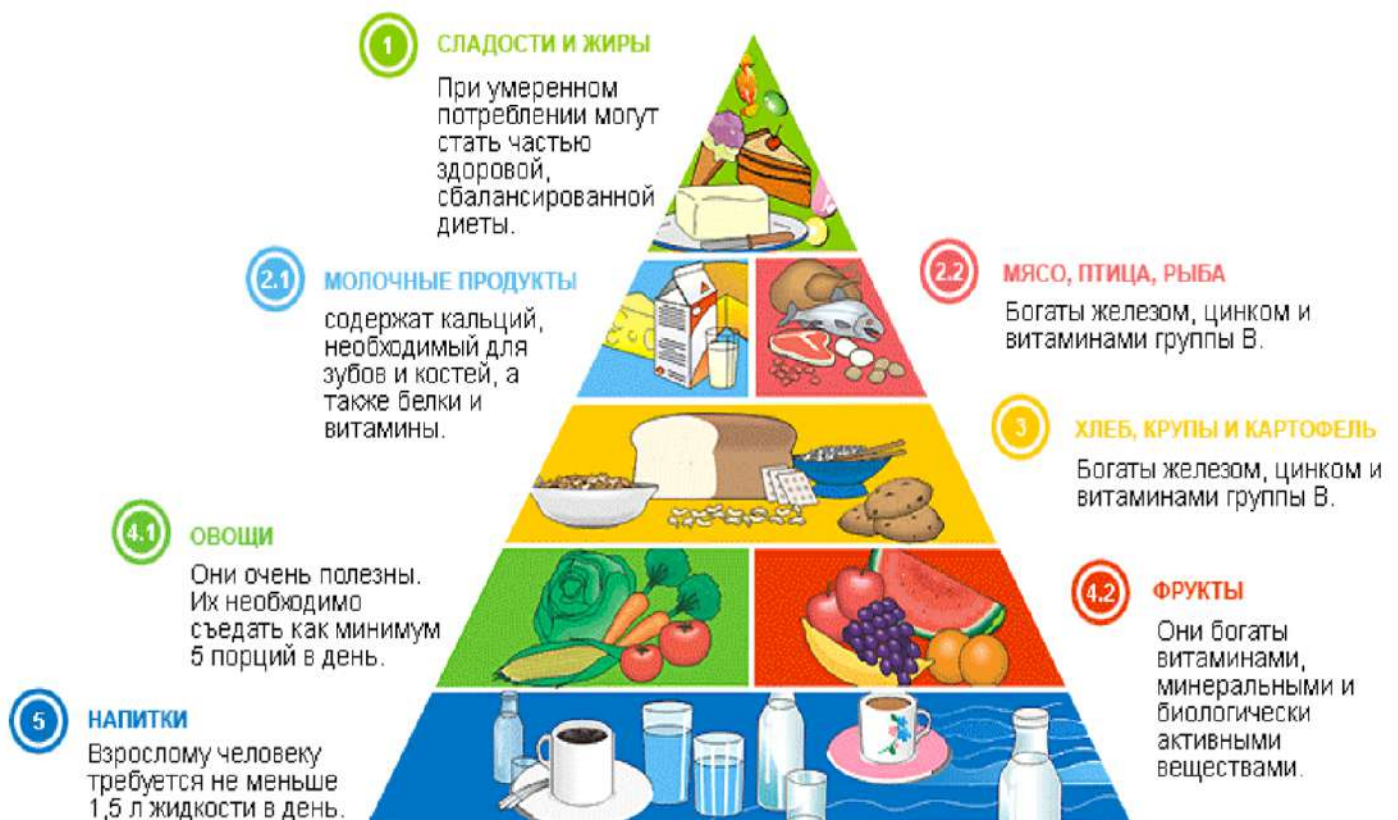 1
СЛАДОСТИ И ЖИРЫ
При умеренном
потреблении могут
стать частью
здоровой,
сбалансированной
диеты.
2.1
МОЛОЧНЫЕ ПРОДУКТЫ
содержат кальций,
необходимый для
зубов и костей, а
также белки и
витамины.
2.2
МЯСО, ПТИЦА, РЫБА
Богаты железом, цинком и
витаминами группы В.
3
ХЛЕБ, КРУПЫ И КАРТОФЕЛЬ
Богаты железом, цинком и
витаминами группы В.
4.1
ОВОЩИ
Они очень полезны.
Их необходимо
съедать как минимум
5 порций в день.
4.2
ФРУКТЫ
Они богаты
витаминами,
минеральными и
биологически
активными
веществами.
5
НАПИТКИ
Взрослому человеку
требуется не меньше
1,5 л жидкости в день.